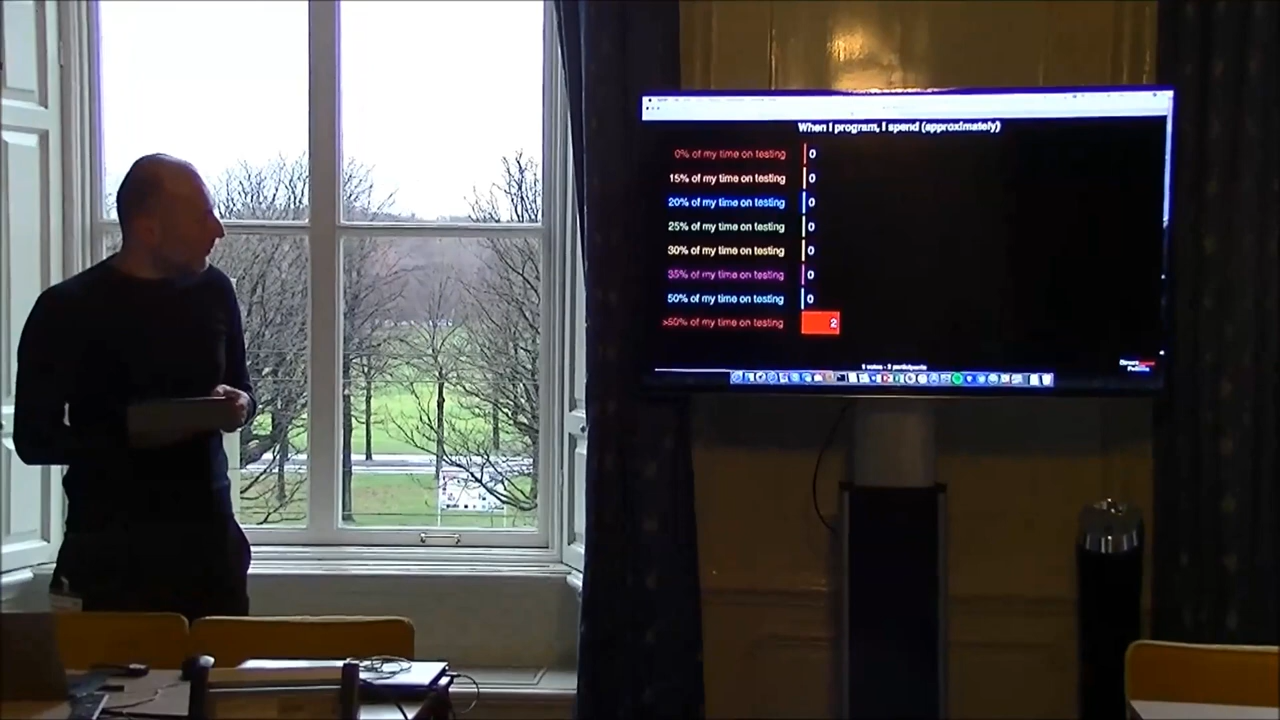 When I program, I spend (approximately)
0% of my time on testing 0
15% of my time on testing 0
20% of my time on testing 0
25% of my time on testing 0
30% of my time on testing 0
35% of my time on testing 0
50% of my time on testing 0
>50% of my time on testing 2